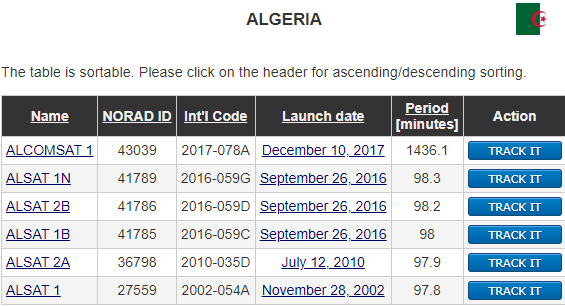 ALGERIA
The table is sortable. Please click on the header for ascending/descending sorting.
Name NORAD ID Int'l Code Launch date Period [minutes] Action
ALCOMSAT 1 43039 2017-078A December 10, 2017 1436.1 TRACK IT
ALSAT 1N 41789 2016-059G September 26, 2016 98.3 TRACK IT
ALSAT 2B 41786 2016-059D September 26, 2016 98.2 TRACK IT
ALSAT 1B 41785 2016-059C September 26, 2016 98 TRACK IT
ALSAT 2A 36798 2010-035D July 12, 2010 97.9 TRACK IT
ALSAT 1 27559 2002-054A November 28, 2002 97.8 TRACK IT